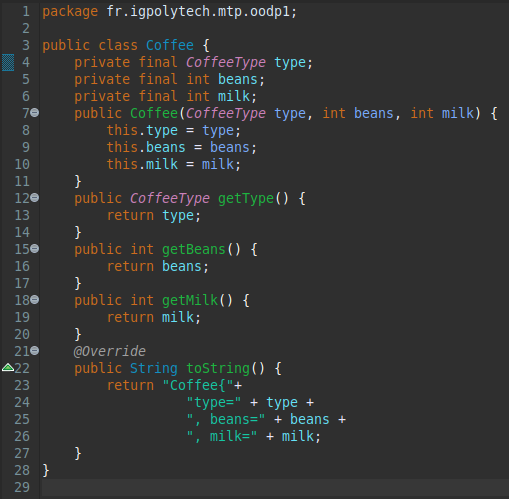 1 package fr.igpolytech.mtp.oodp1;
2
3 public class Coffee {
4     private final CoffeeType type;
5     private final int beans;
6     private final int milk;
7     public Coffee(CoffeeType type, int beans, int milk) {
8         this.type = type;
9         this.beans = beans;
10         this.milk = milk;
11     }
12     public CoffeeType getType() {
13         return type;
14     }
15     public int getBeans() {
16         return beans;
17     }
18     public int getMilk() {
19         return milk;
20     }
21     @Override
22     public String toString() {
23         return "Coffee{"+
24                   "type=" + type +
25                   ", beans=" + beans +
26                   ", milk=" + milk;
27     }
28 }
29